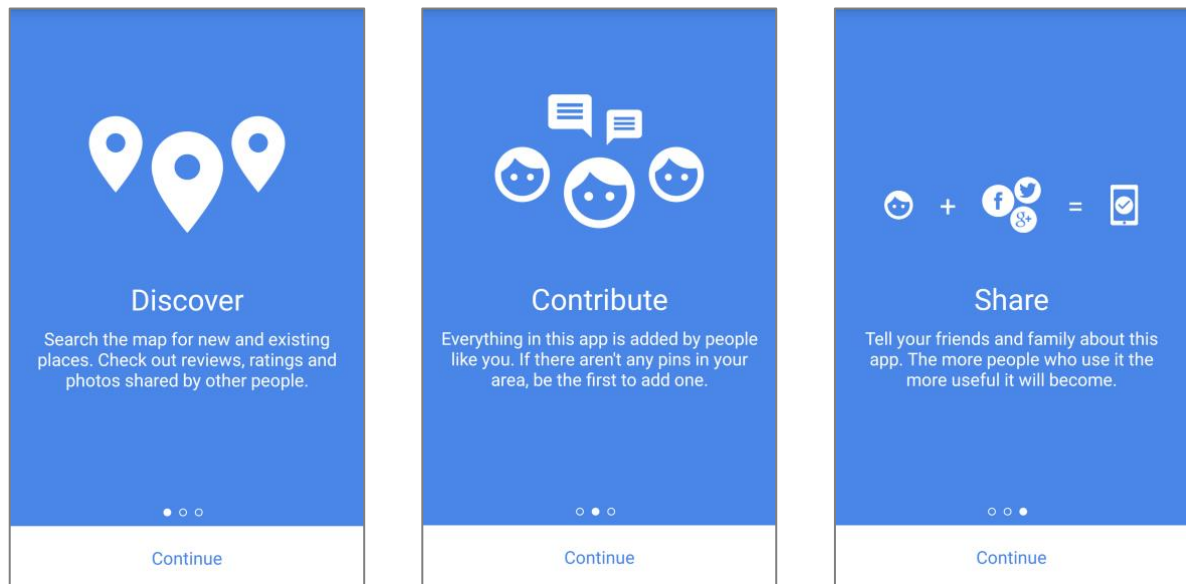 Discover
Search the map for new and existing
places. Check out reviews, ratings and
photos shared by other people.
Continue
Contribute
Everything in this app is added by people
like you. If there aren't any pins in your
area, be the first to add one.
Continue
f
g+
+
=
Share
Tell your friends and family about this
app. The more people who use it the
more useful it will become.
Continue